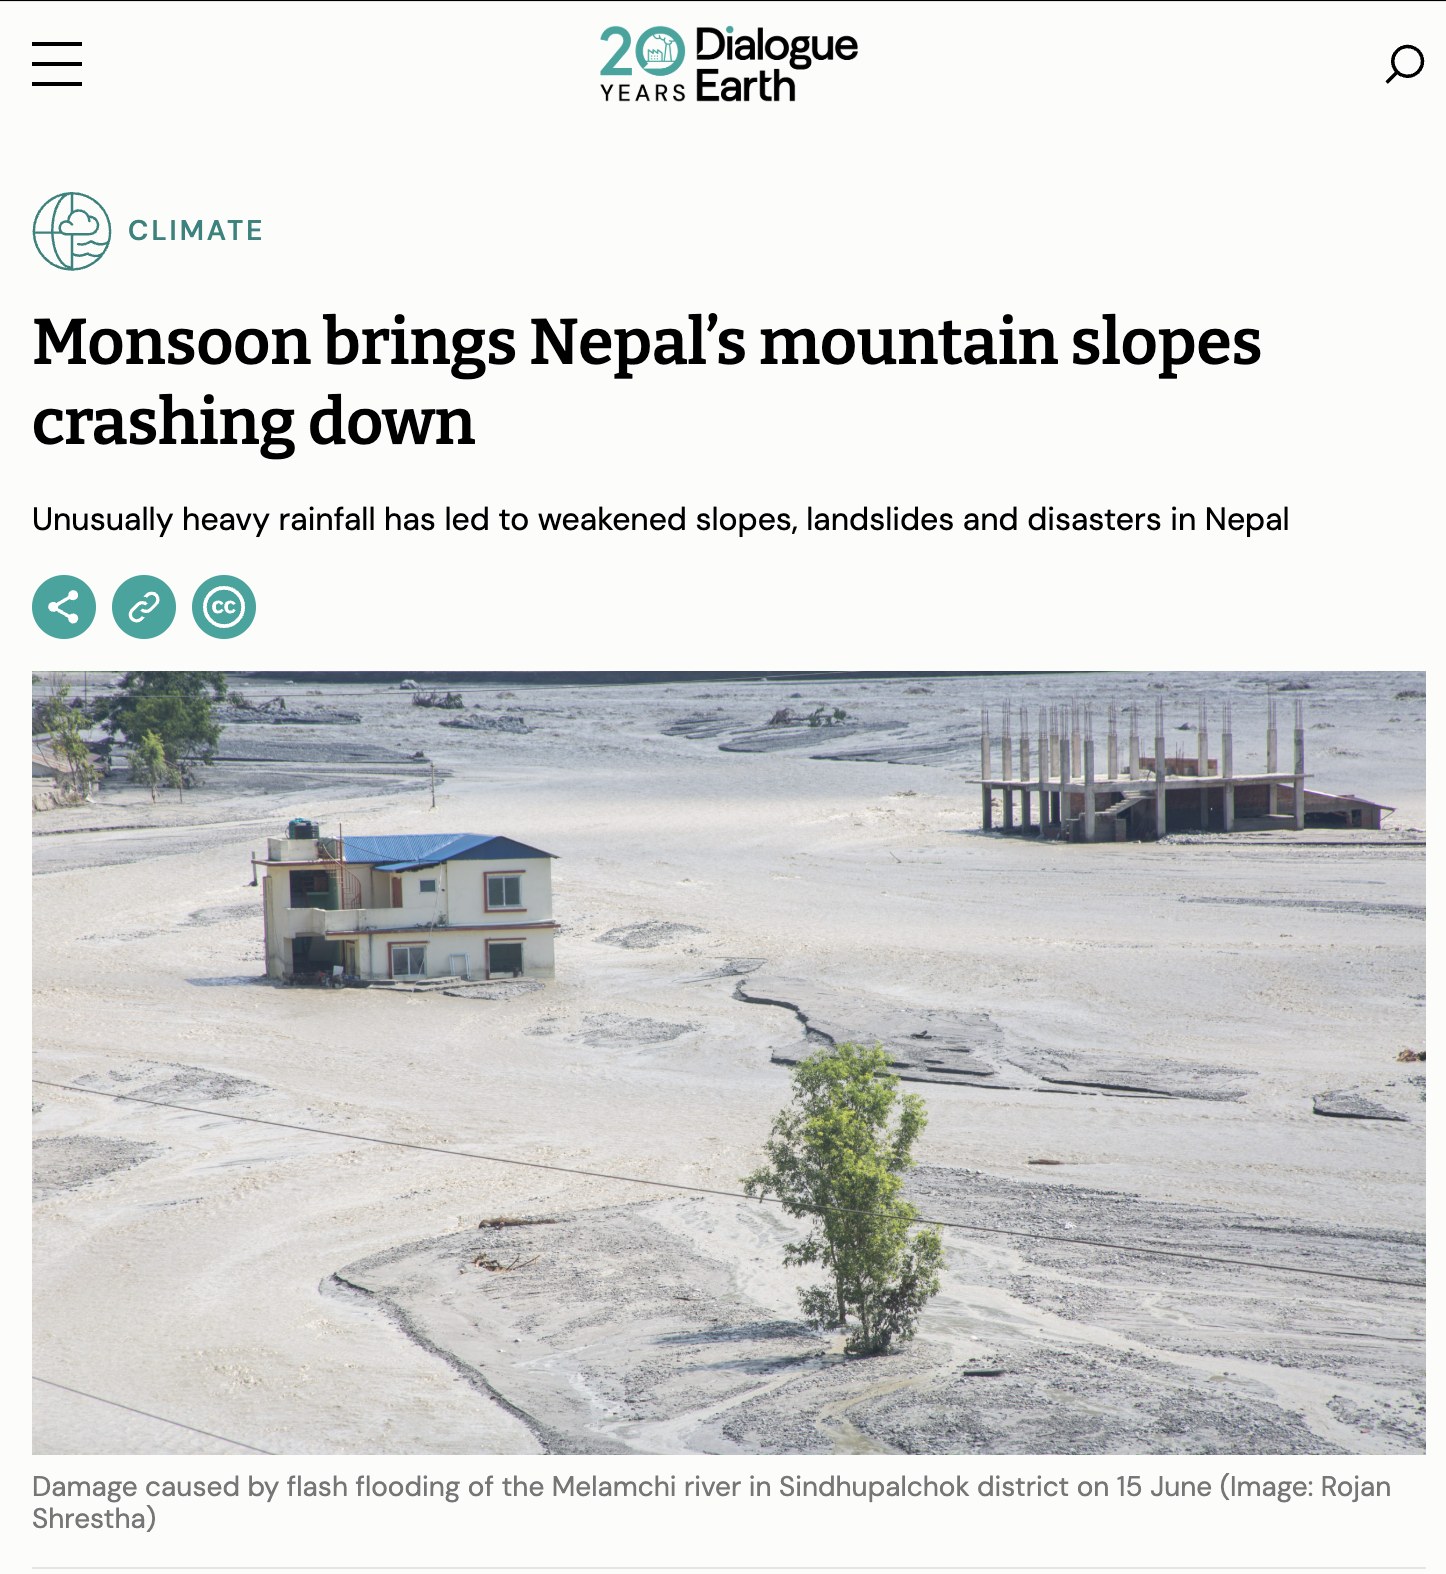 20 YEARS Dialogue Earth
CLIMATE
Monsoon brings Nepal’s mountain slopes
crashing down
Unusually heavy rainfall has led to weakened slopes, landslides and disasters in Nepal
cc
Damage caused by flash flooding of the Melamchi river in Sindhupalchok district on 15 June (Image: Rojan
Shrestha)